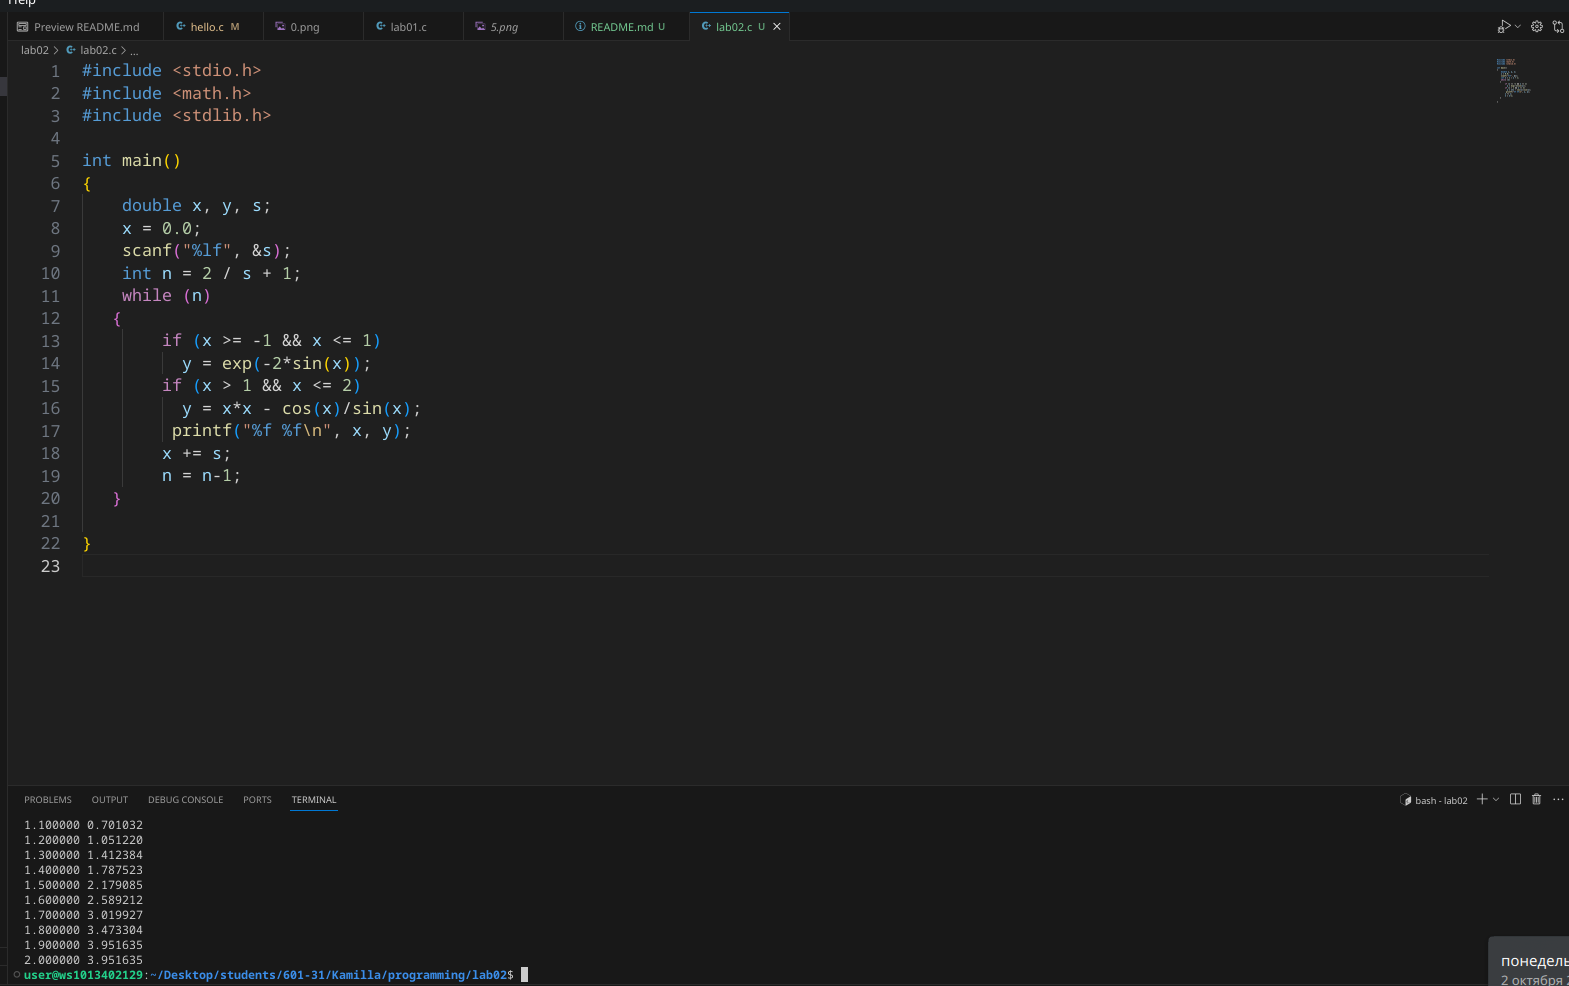 Help
Preview README.md hello.c M 0.png lab01.c 5.png README.md U lab02.c U
lab02 > lab02.c > ...
1 #include <stdio.h>
2 #include <math.h>
3 #include <stdlib.h>
4
5 int main()
6 {
7 double x, y, s;
8 x = 0.0;
9 scanf("%lf", &s);
10 int n = 2 / s + 1;
11 while (n)
12 {
13 if (x >= -1 && x <= 1)
14 y = exp(-2*sin(x));
15 if (x > 1 && x <= 2)
16 y = x*x - cos(x)/sin(x);
17 printf("%f %f\n", x, y);
18 x += s;
19 n = n-1;
20 }
21
22 }
23
PROBLEMS OUTPUT DEBUG CONSOLE PORTS TERMINAL
bash - lab02
1.100000 0.701032
1.200000 1.051220
1.300000 1.412384
1.400000 1.787523
1.500000 2.179085
1.600000 2.589212
1.700000 3.019927
1.800000 3.473304
1.900000 3.951635
2.000000 3.951635
user@ws1013402129:~/Desktop/students/601-31/Kamilla/programming/lab02$
понедель
2 октября